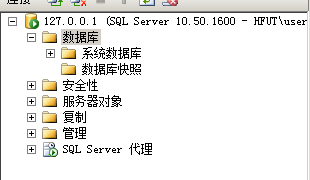 127.0.0.1 (SQL Server 10.50.1600 - HFUT\user
数据库
系统数据库
数据库快照
安全性
服务器对象
复制
管理
SQL Server 代理